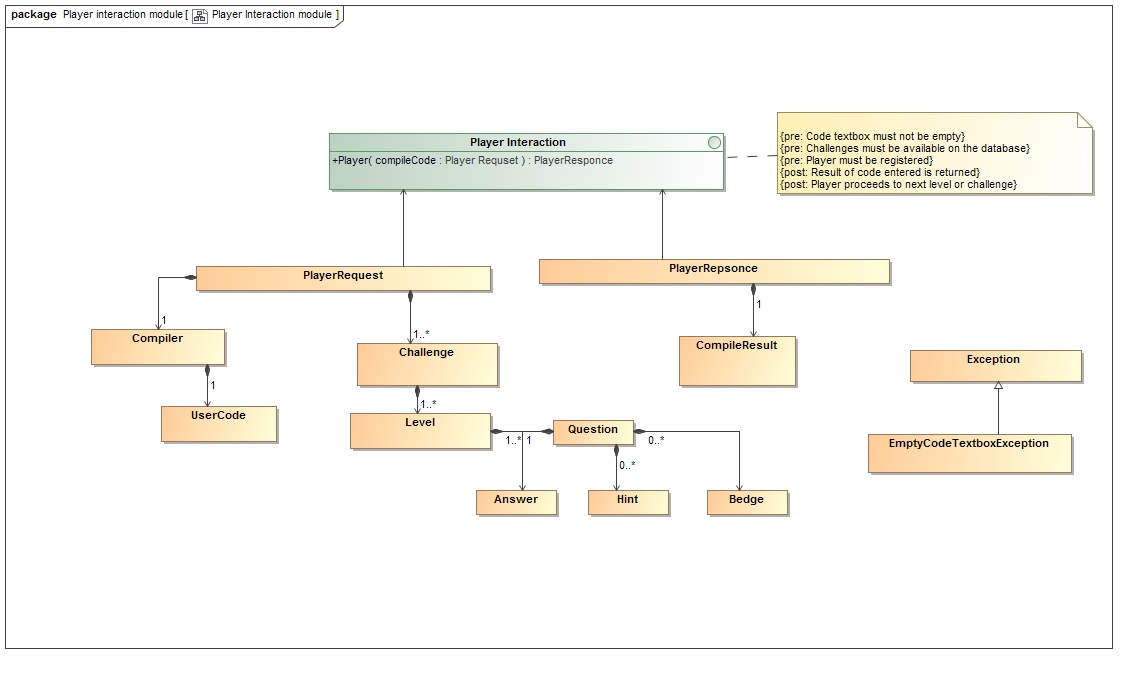 package Player interaction module [ Player Interaction module ]
Player Interaction
+Player( compileCode : Player Requset ) : PlayerResponce
{pre: Code textbox must not be empty}
{pre: Challenges must be available on the database}
{pre: Player must be registered}
{post: Result of code entered is returned}
{post: Player proceeds to next level or challenge}
PlayerRequest
PlayerRepsonce
1
1
1..*
Compiler
Challenge
CompileResult
Exception
1
1..*
UserCode
Level
Question
EmptyCodeTextboxException
1..* 1
0..*
0..*
Answer
Hint
Bedge